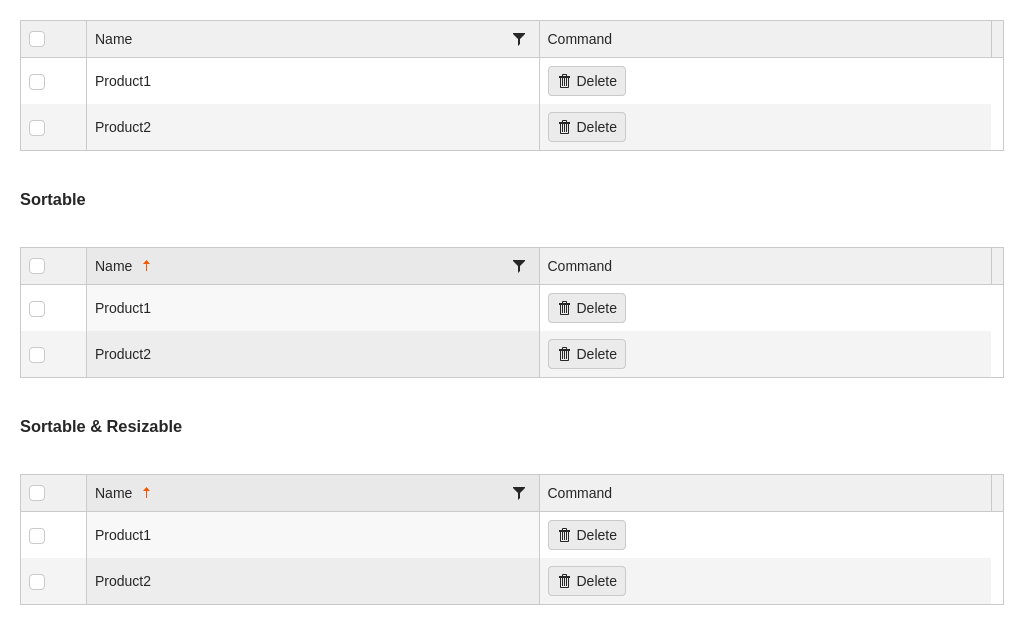 Name Command
Product1 Delete
Product2 Delete
Sortable
Name Command
Product1 Delete
Product2 Delete
Sortable & Resizable
Name Command
Product1 Delete
Product2 Delete